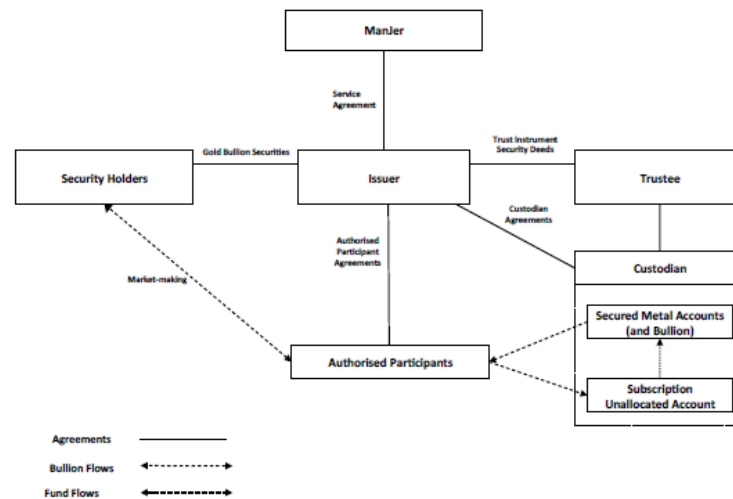 ManJer
Service
Agreement
Trust Instrument
Security Deeds
Gold Bullion Securities
Security Holders
Issuer
Trustee
Custodian
Agreements
Authorised
Participant
Agreements
Custodian
Market-making
Secured Metal Accounts
(and Bullion)
Authorised Participants
Subscription
Unallocated Account
Agreements
Bullion Flows
Fund Flows